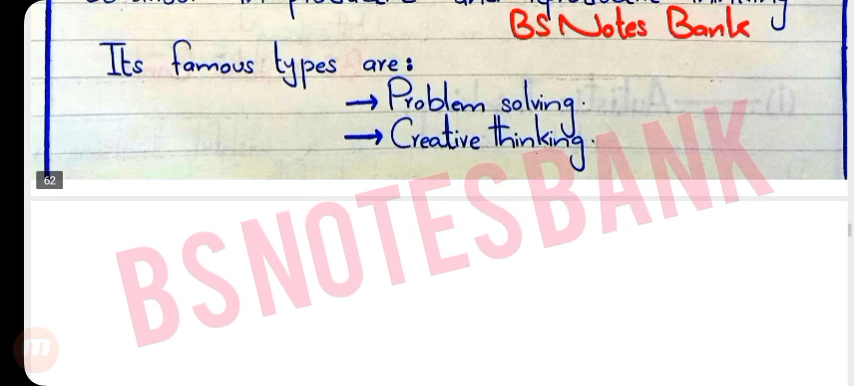 BS Notes Bank
Its famous types are:
→ Problem solving.
→ Creative thinking.
62
BSNOTESBANK
m